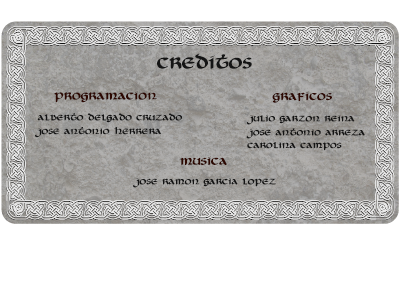 CREDITOS
PROGRAMACION
ALBERTO DELGADO CRUZADO
JOSE ANTONIO HERRERA
GRAFICOS
JULIO GARZON REINA
JOSE ANTONIO ARREZA
CAROLINA CAMPOS
MUSICA
JOSE RAMON GARCIA LOPEZ